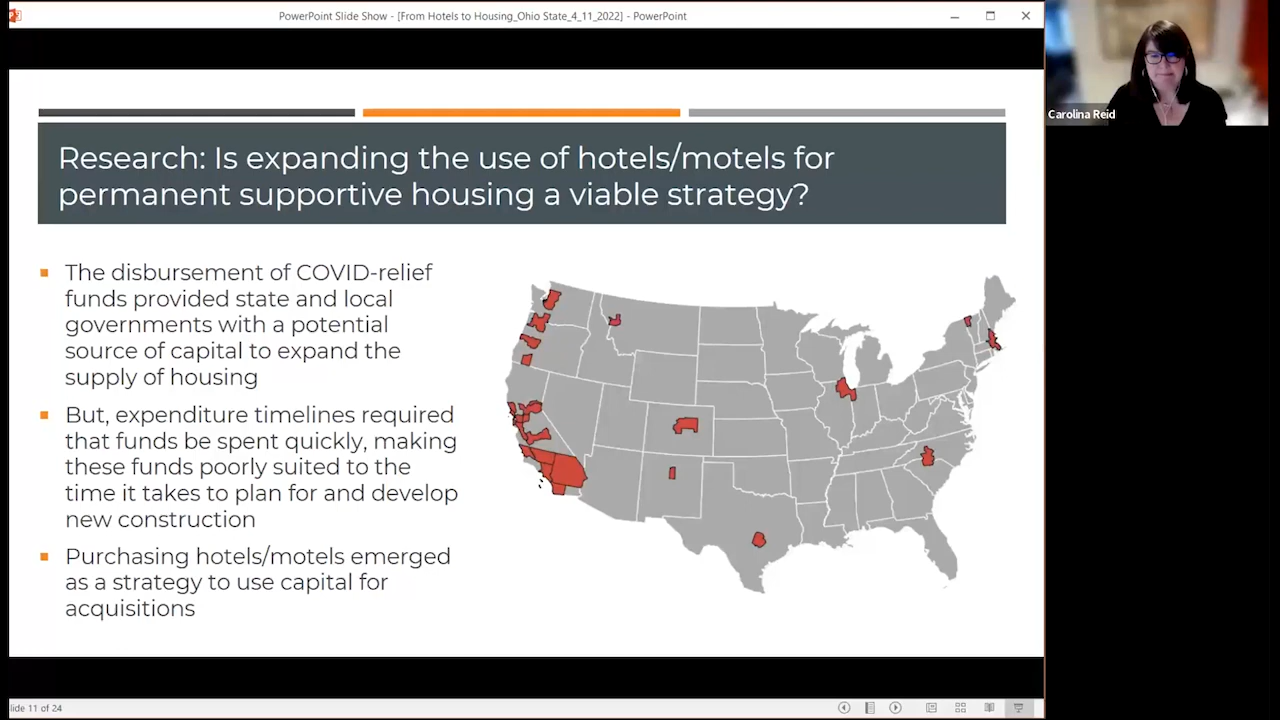 PowerPoint Slide Show - [From Hotels to Housing_Ohio State_4_11_2022] - PowerPoint
Carolina Reid
Research: Is expanding the use of hotels/motels for
permanent supportive housing a viable strategy?
The disbursement of COVID-relief
funds provided state and local
governments with a potential
source of capital to expand the
supply of housing
But, expenditure timelines required
that funds be spent quickly, making
these funds poorly suited to the
time it takes to plan for and develop
new construction
Purchasing hotels/motels emerged
as a strategy to use capital for
acquisitions
lide 11 of 24